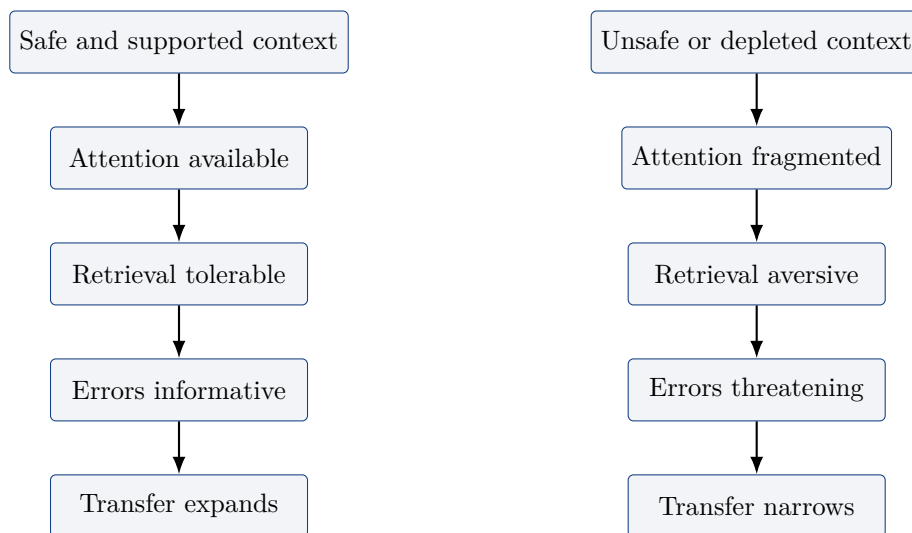 Safe and supported context
Attention available
Retrieval tolerable
Errors informative
Transfer expands
Unsafe or depleted context
Attention fragmented
Retrieval aversive
Errors threatening
Transfer narrows